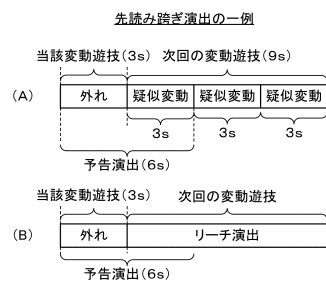 先読み跨ぎ演出の一例
当該変動遊技(3s) 次回の変動遊技(9s)
(A) 外れ 疑似変動 疑似変動 疑似変動
3s 3s 3s
予告演出(6s)
当該変動遊技(3s) 次回の変動遊技
(B) 外れ リーチ演出
予告演出(6s)